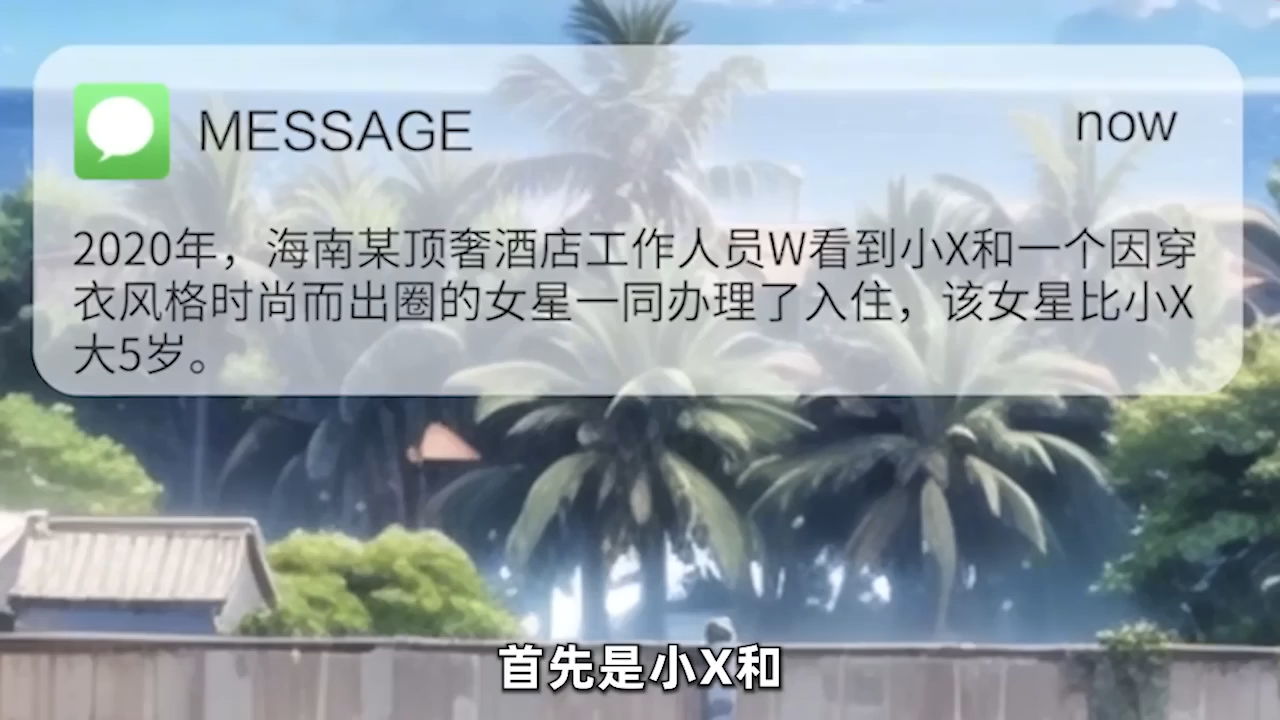 MESSAGE
now
2020年，海南某顶奢酒店工作人员W看到小X和一个因穿
衣风格时尚而出圈的女星一同办理了入住，该女星比小X
大5岁。
首先是小X和